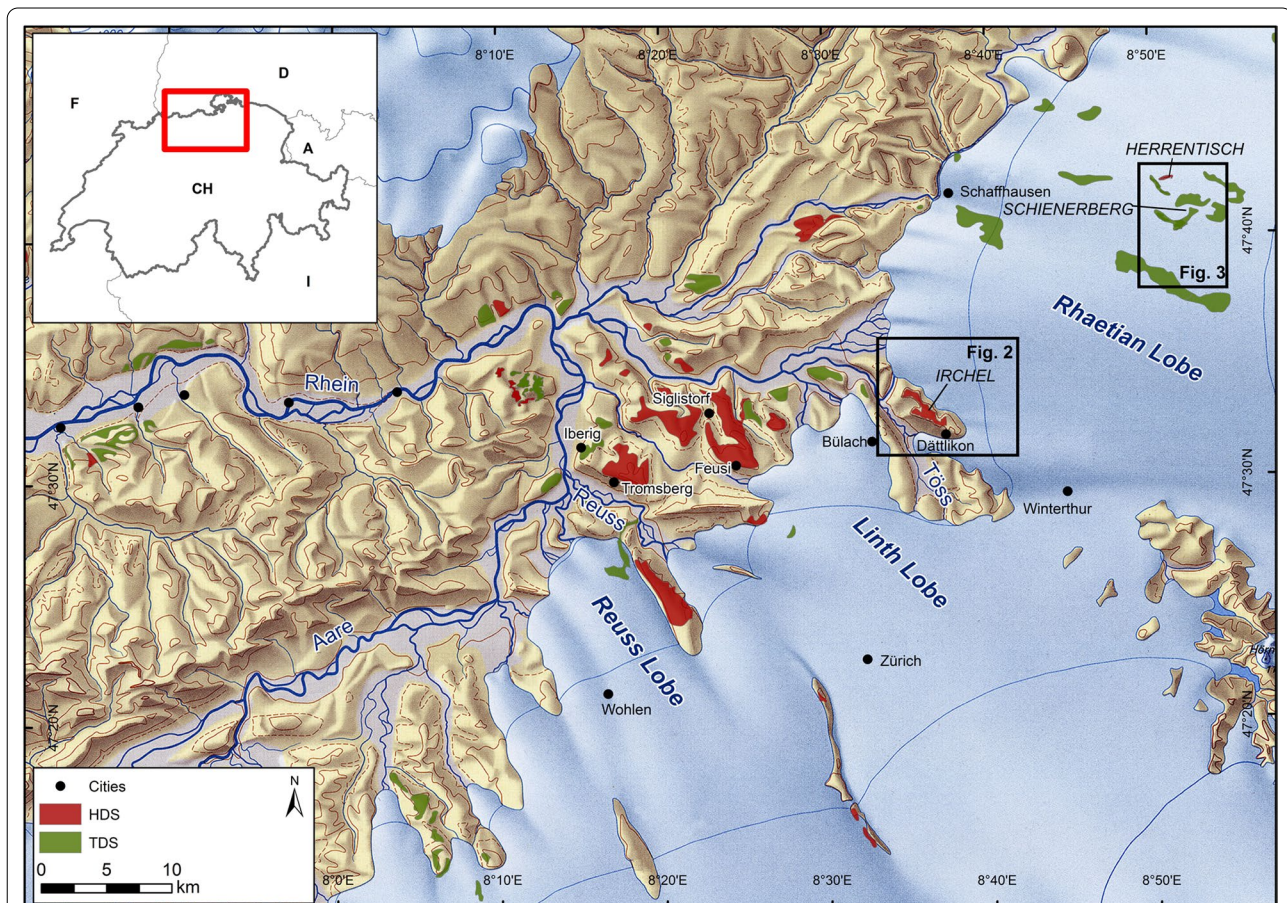 8°10'E
8°20'E
8°30'E
8°40'E
8°50'E
D
F
A
CH
I
HERRENTISCH
Schaffhausen
SCHIENERBERG
47°40'N
Fig. 3
Rhaetian Lobe
Fig. 2
IRCHEL
Rhein
Siglistorf
Iberig
Bülach
Dättlikon
Feusi
47°30'N
47°30'N
Tromsberg
Töss
Reuss
Winterthur
Linth Lobe
Reuss Lobe
Aare
Zürich
Wohlen
47°20'N
47°20'N
N
Cities
HDS
TDS
0 5 10
km
8°0'E
8°10'E
8°20'E
8°30'E
8°40'E
8°50'E